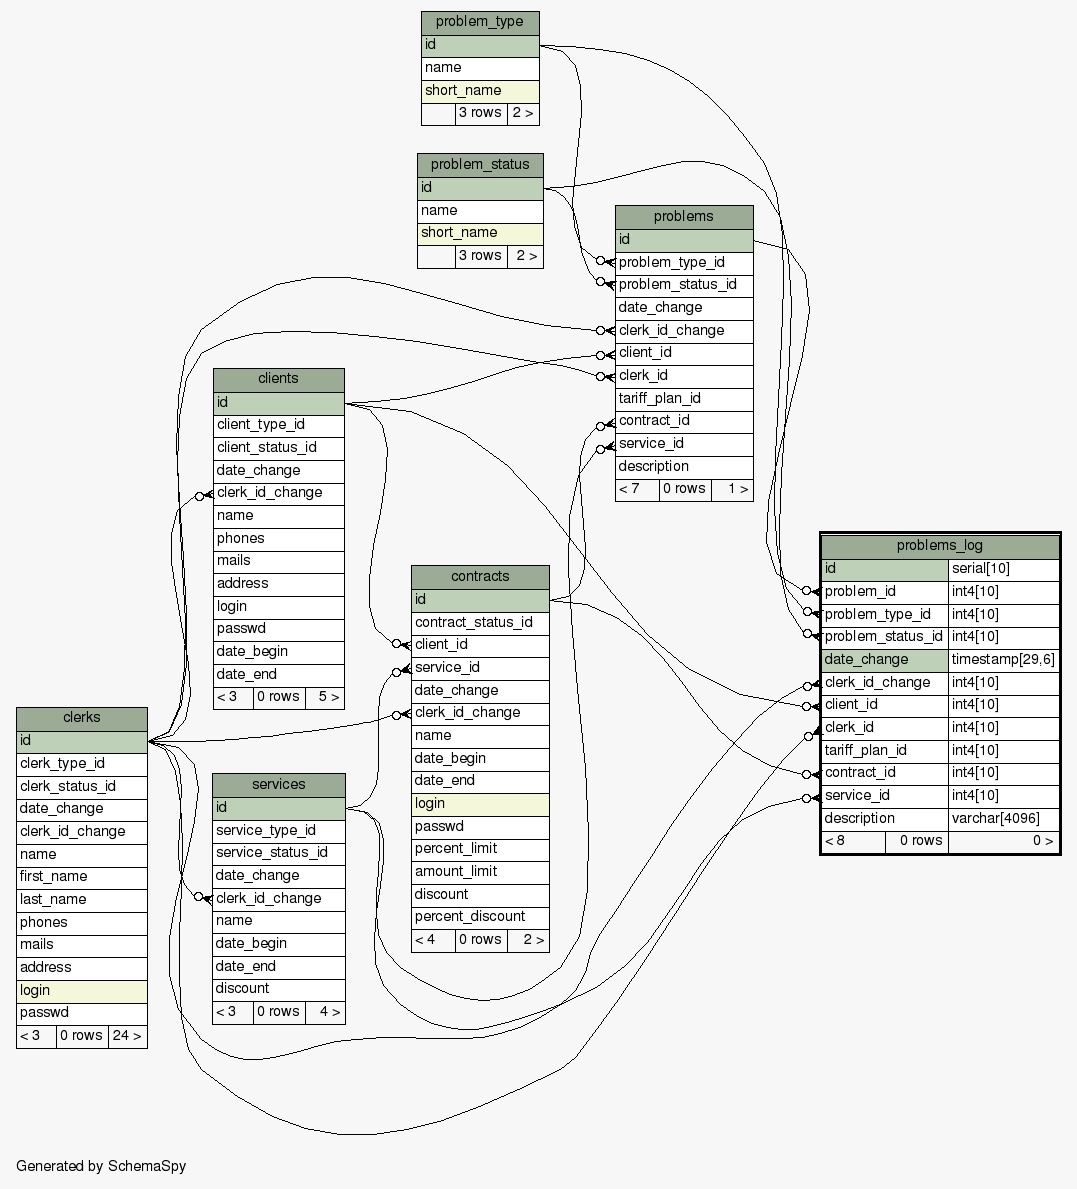 problem_type
id
name
short_name
3 rows 2 >
problem_status
id
name
short_name
3 rows 2 >
problems
id
problem_type_id
problem_status_id
date_change
clerk_id_change
client_id
clerk_id
tariff_plan_id
contract_id
service_id
description
< 7 0 rows 1 >
clients
id
client_type_id
client_status_id
date_change
clerk_id_change
name
phones
mails
address
login
passwd
date_begin
date_end
< 3 0 rows 5 >
contracts
id
contract_status_id
client_id
service_id
date_change
clerk_id_change
name
date_begin
date_end
login
passwd
percent_limit
amount_limit
discount
percent_discount
< 4 0 rows 2 >
problems_log
id serial[10]
problem_id int4[10]
problem_type_id int4[10]
problem_status_id int4[10]
date_change timestamp[29,6]
clerk_id_change int4[10]
client_id int4[10]
clerk_id int4[10]
tariff_plan_id int4[10]
contract_id int4[10]
service_id int4[10]
description varchar[4096]
< 8 0 rows 0 >
clerks
id
clerk_type_id
clerk_status_id
date_change
clerk_id_change
name
first_name
last_name
phones
mails
address
login
passwd
< 3 0 rows 24 >
services
id
service_type_id
service_status_id
date_change
clerk_id_change
name
date_begin
date_end
discount
< 3 0 rows 4 >
Generated by SchemaSpy